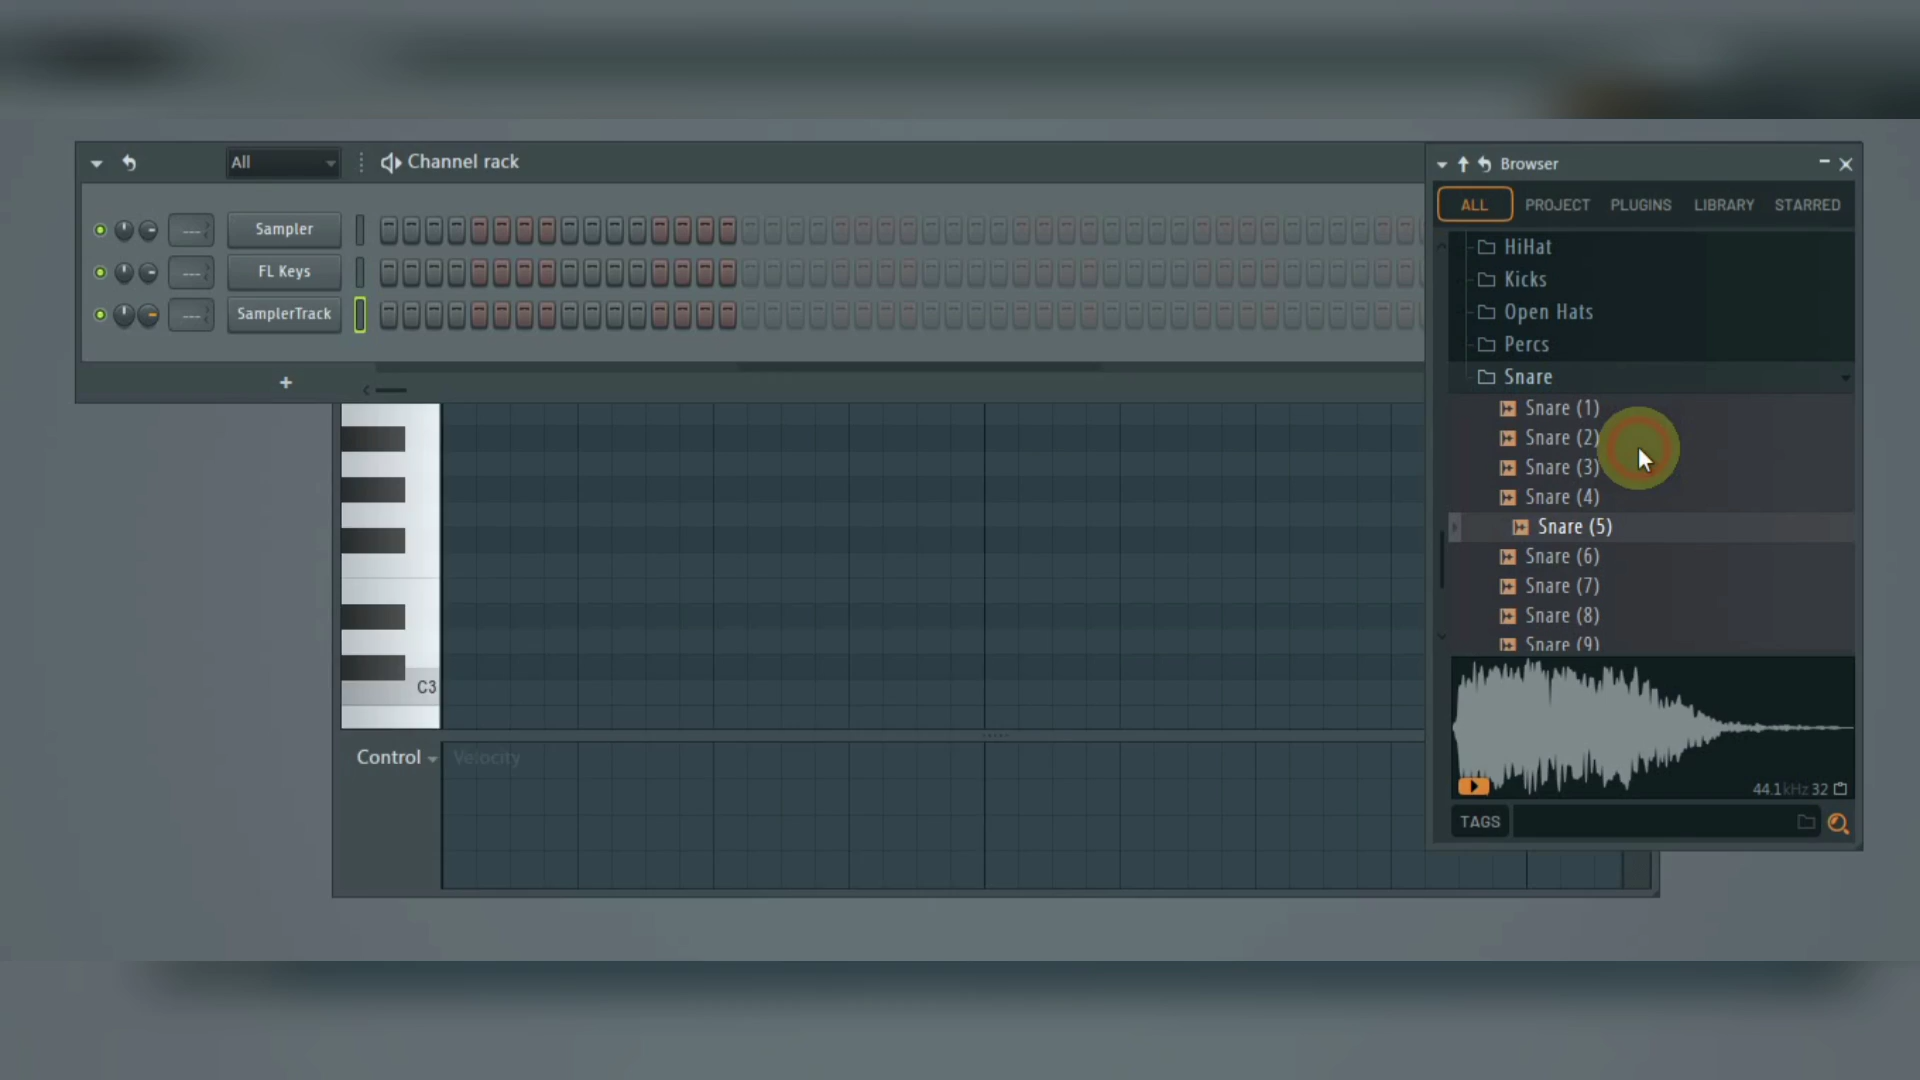 All
Channel rack
Sampler
FL Keys
SamplerTrack
+
C3
Control
Velocity
Browser
ALL PROJECT PLUGINS LIBRARY STARRED
HiHat
Kicks
Open Hats
Percs
Snare
Snare (1)
Snare (2)
Snare (3)
Snare (4)
Snare (5)
Snare (6)
Snare (7)
Snare (8)
Snare (9)
44.1kHz 32
TAGS